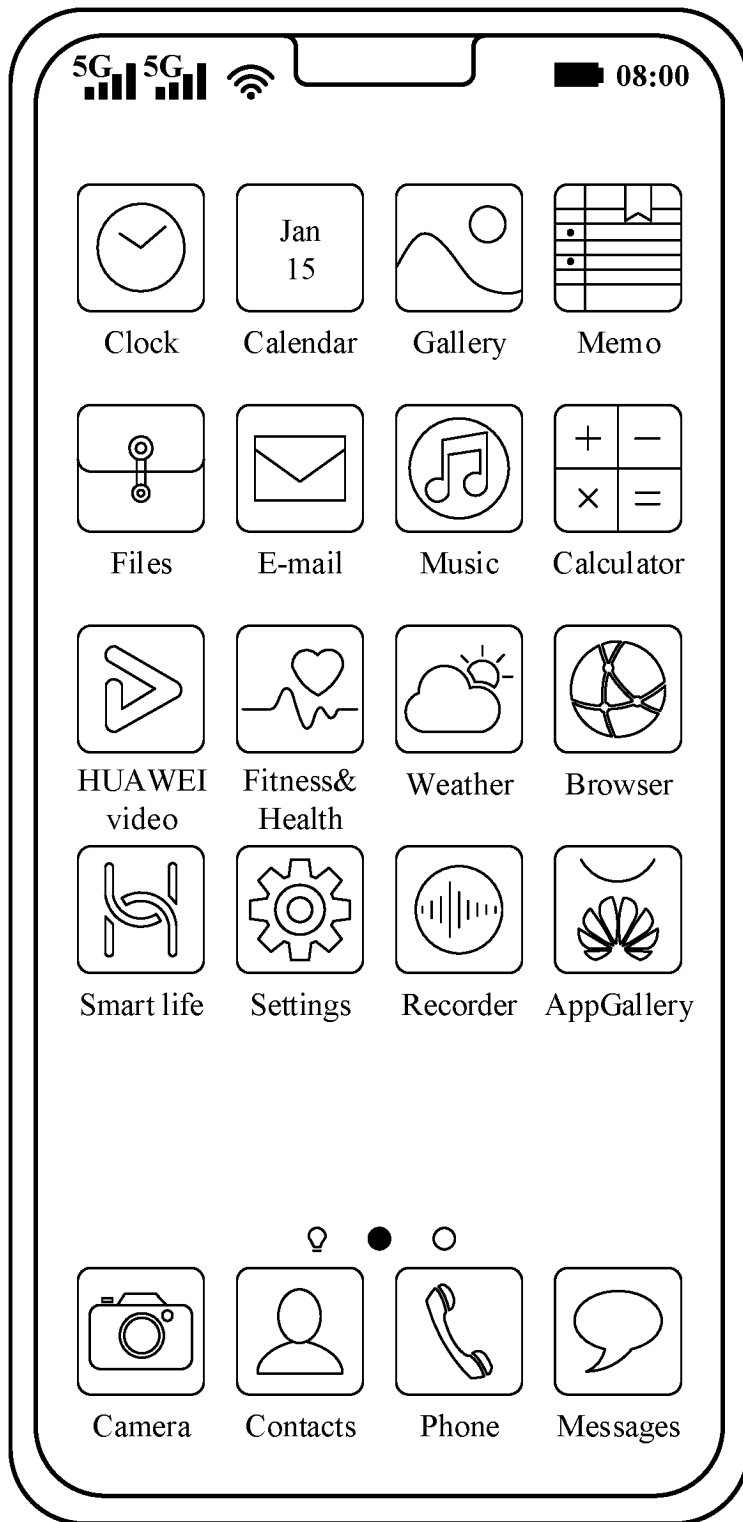 5G 5G 08:00
Jan
15
Clock Calendar Gallery Memo
Files E-mail Music Calculator
HUAWEI Fitness& Weather Browser
video Health
Smart life Settings Recorder AppGallery
Camera Contacts Phone Messages